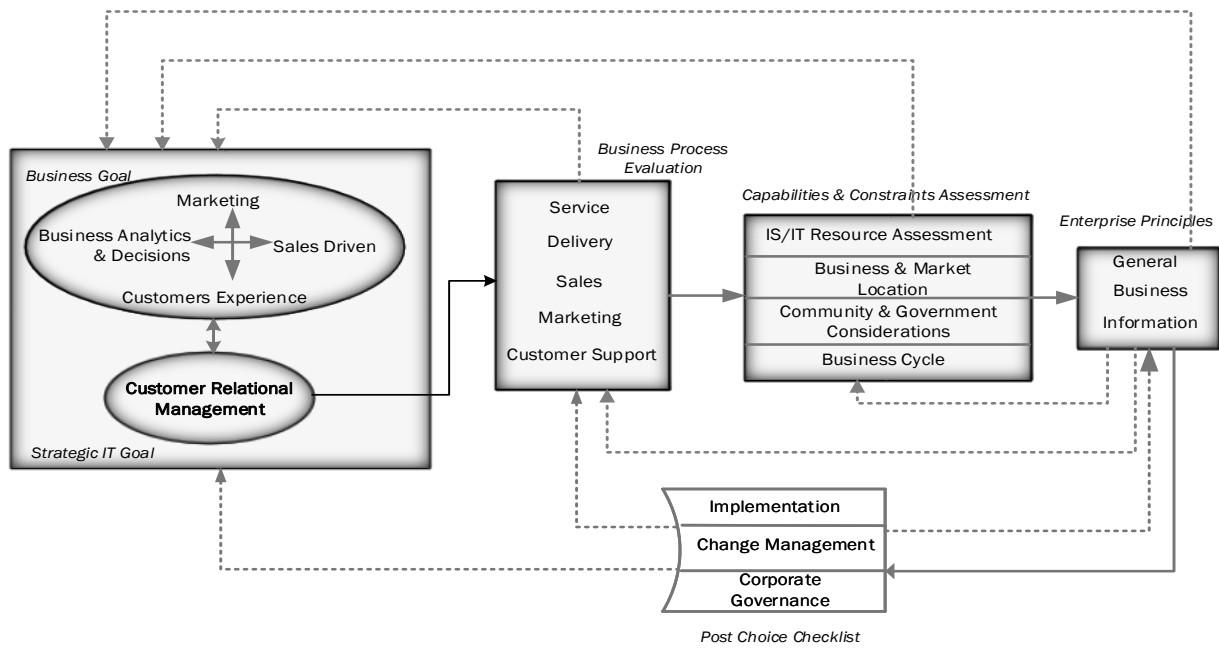 Business Process
Evaluation
Business Goal
Marketing
Business Analytics
& Decisions
Sales Driven
Customers Experience
Customer Relational
Management
Strategic IT Goal
Service
Delivery
Sales
Marketing
Customer Support
Capabilities & Constraints Assessment
IS/IT Resource Assessment
Business & Market
Location
Community & Government
Considerations
Business Cycle
Enterprise Principles
General
Business
Information
Implementation
Change Management
Corporate
Governance
Post Choice Checklist